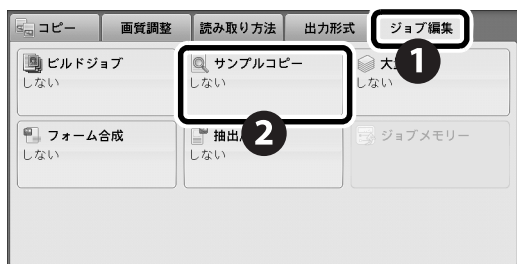 コピー 画質調整 読み取り方法 出力形式 ジョブ編集
1
ビルドジョブ サンプルコピー
しない しない しない
2
フォーム合成 抽出 ジョブメモリー
しない しない